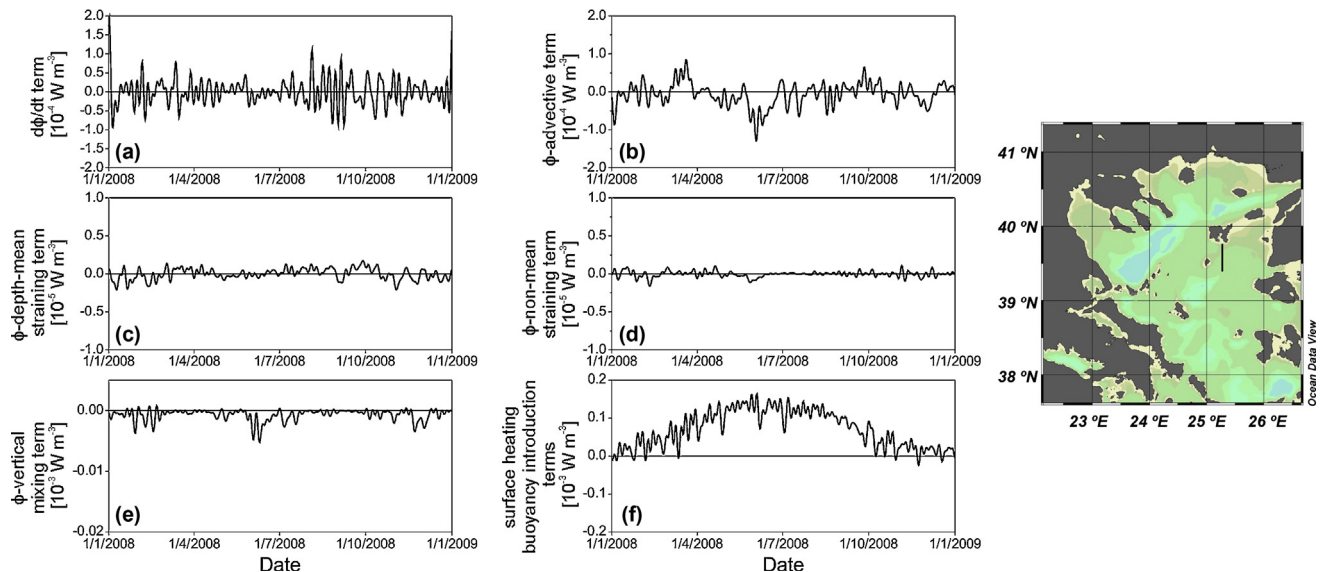 2.0
1.5
1.0
0.5
0.0
-0.5
-1.0
-1.5
2.0
dϕ/dt term
[10⁻⁴ W m⁻³]
(a)
1/1/2008 1/4/2008 1/7/2008 1/10/2008 1/1/2009
2.0
1.5
1.0
0.5
0.0
-0.5
-1.0
-1.5
2.0
ϕ-advective term
[10⁻⁴ W m⁻³]
(b)
1/1/2008 1/4/2008 1/7/2008 1/10/2008 1/1/2009
1.0
0.5
0.0
-0.5
-1.0
ϕ-depth-mean
straining term
[10⁻⁵ W m⁻³]
(c)
1/1/2008 1/4/2008 1/7/2008 1/10/2008 1/1/2009
1.0
0.5
0.0
-0.5
-1.0
ϕ-non-mean
straining term
[10⁻⁵ W m⁻³]
(d)
1/1/2008 1/4/2008 1/7/2008 1/10/2008 1/1/2009
0.00
-0.01
-0.02
ϕ-vertical
mixing term
[10⁻³ W m⁻³]
(e)
1/1/2008 1/4/2008 1/7/2008 1/10/2008 1/1/2009
Date
0.2
0.1
0.0
-0.1
-0.2
surface heating
buoyancy introduction
terms
[10⁻³ W m⁻³]
(f)
1/1/2008 1/4/2008 1/7/2008 1/10/2008 1/1/2009
Date
41 ºN
40 ºN
39 ºN
38 ºN
23 ºE 24 ºE 25 ºE 26 ºE
Ocean Data View